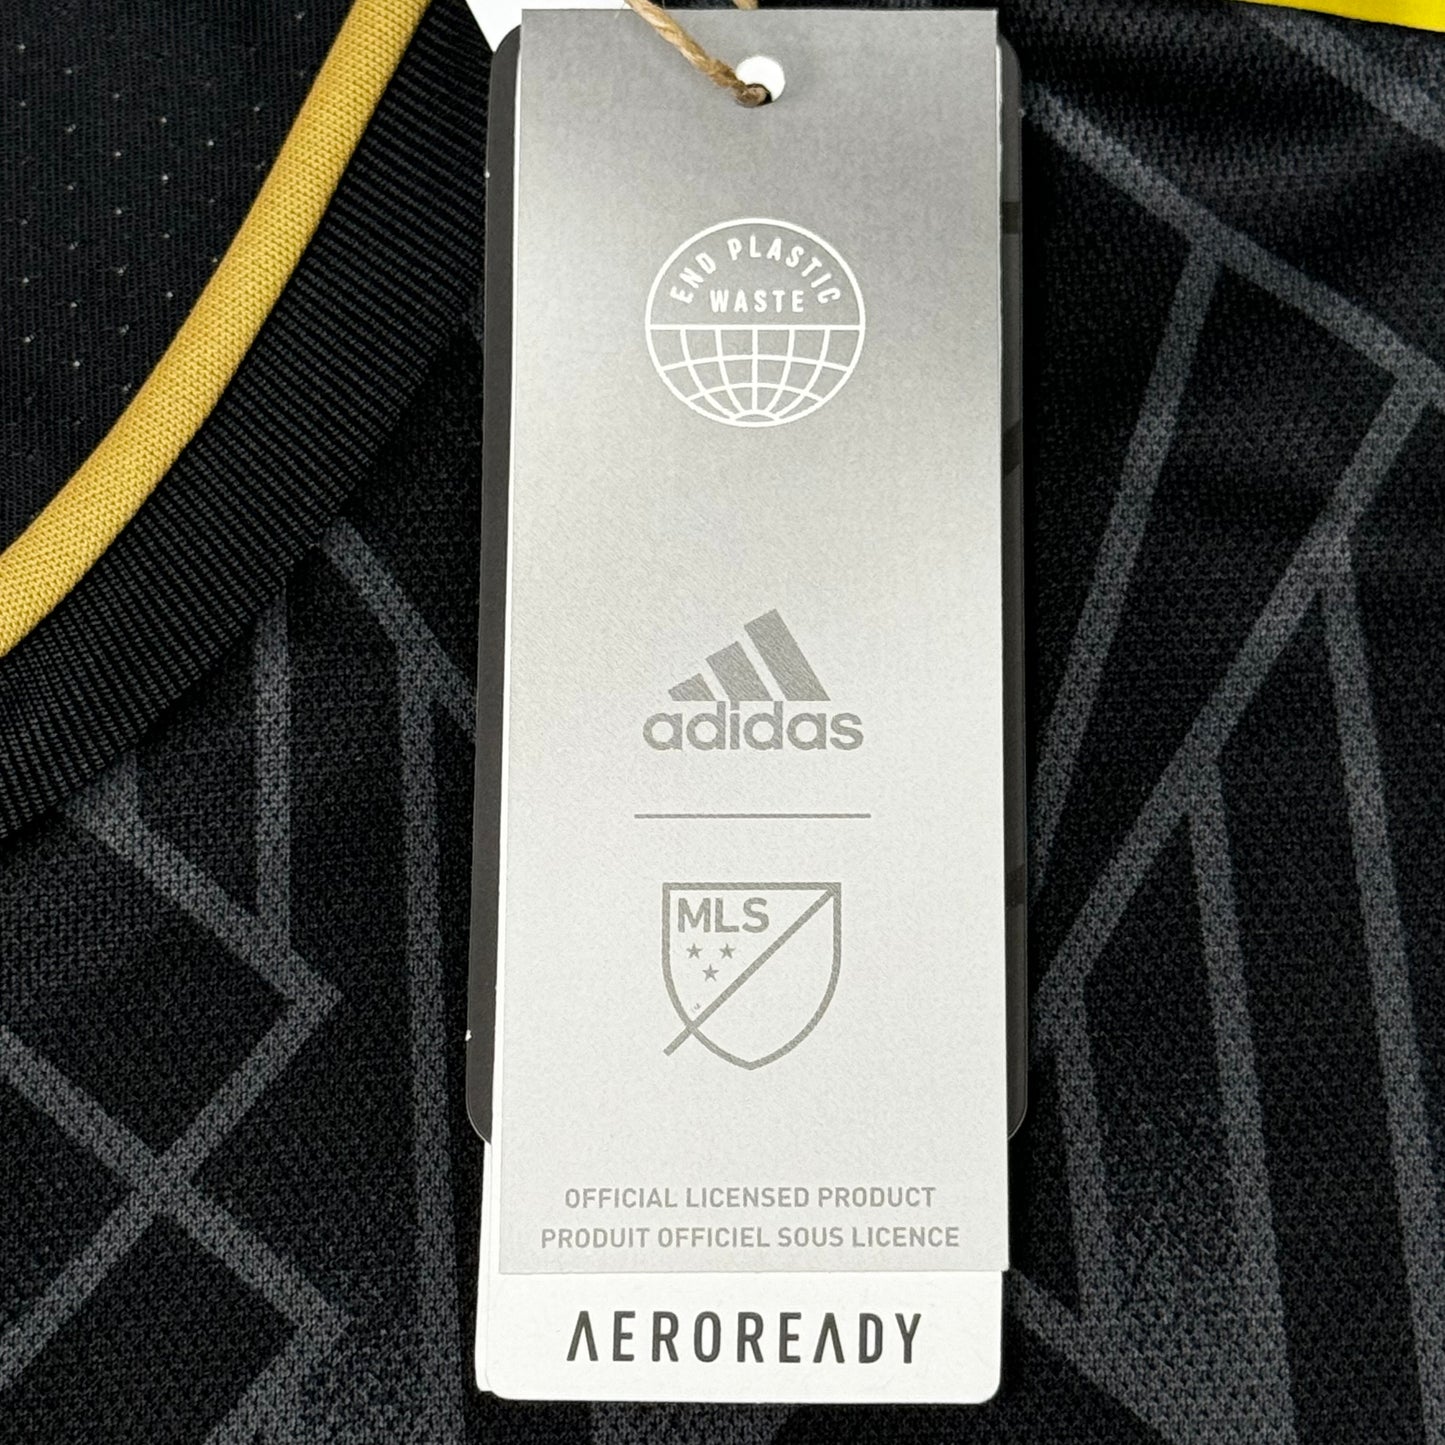 END PLASTIC
WASTE
adidas
MLS
OFFICIAL LICENSED PRODUCT
PRODUIT OFFICIEL SOUS LICENCE
AEROREADY